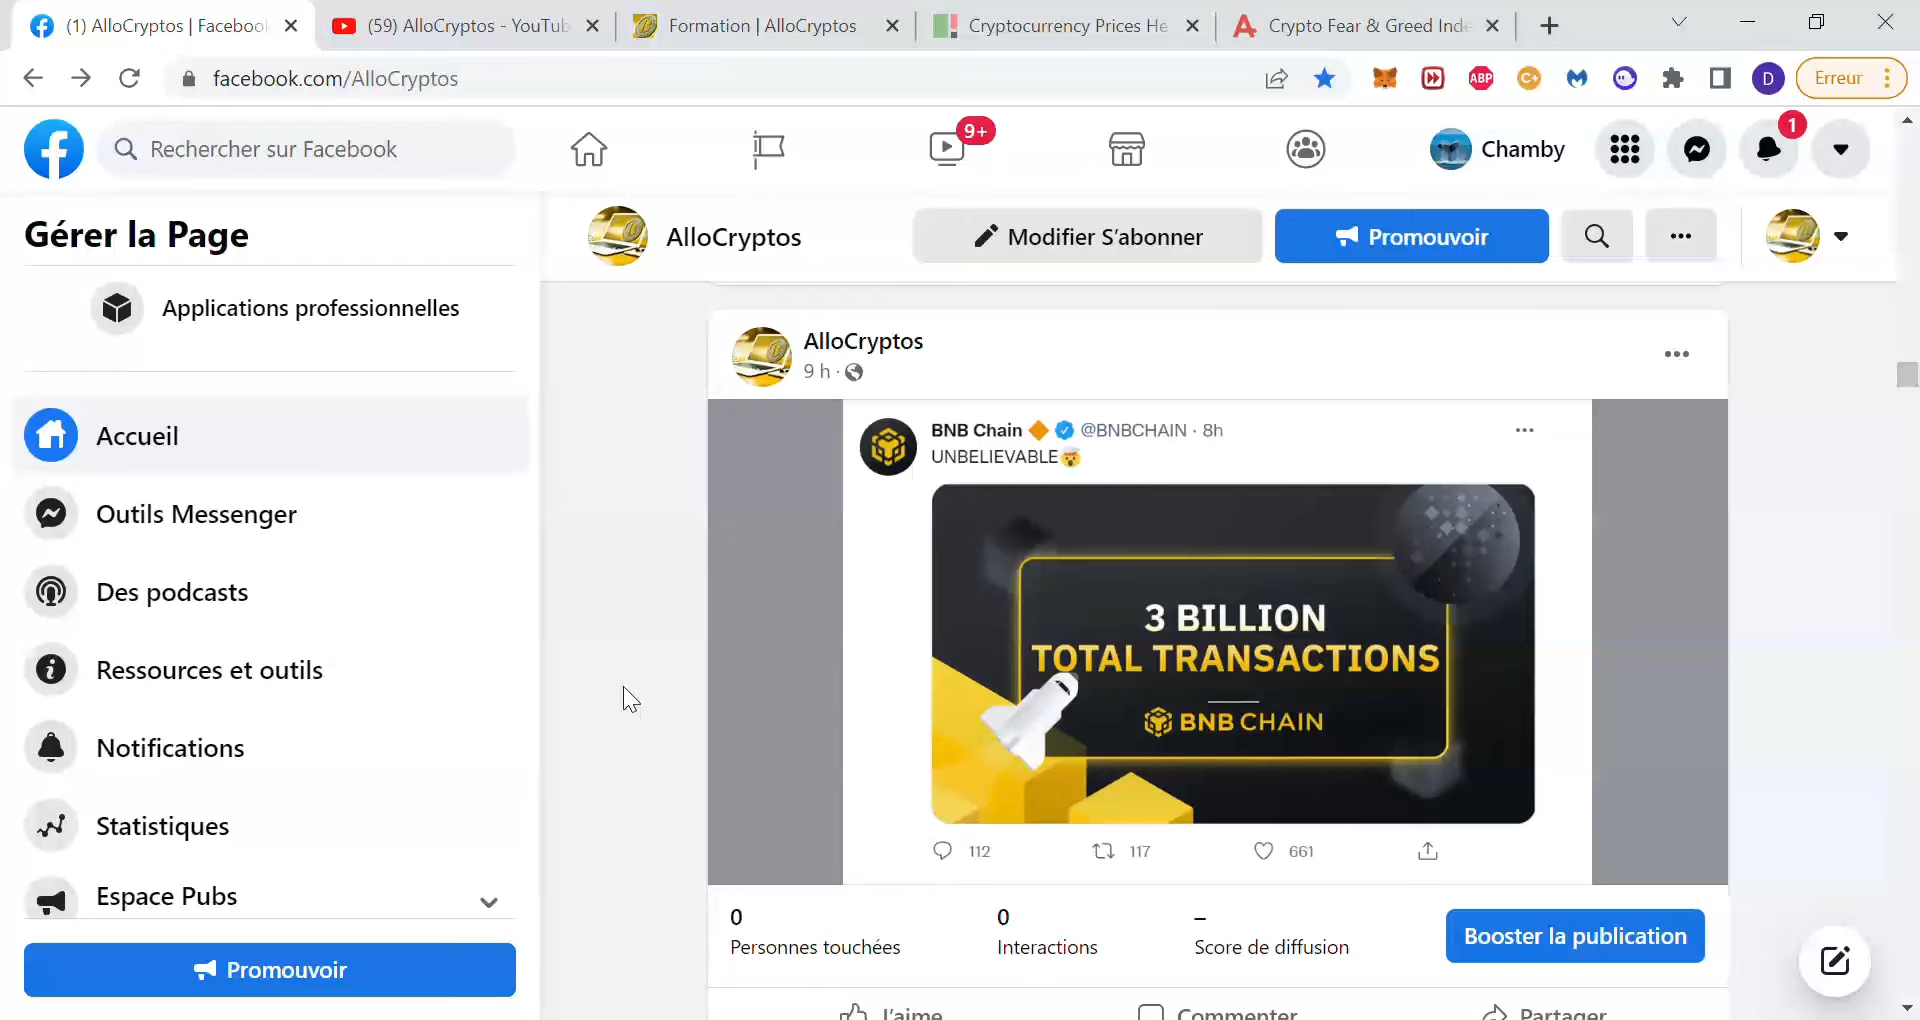 (1) AlloCryptos | Facebook
(59) AlloCryptos - YouTub
Formation | AlloCryptos
Cryptocurrency Prices He
Crypto Fear & Greed Inde
facebook.com/AlloCryptos
ABP
C+
D
Erreur
Rechercher sur Facebook
9+
Chamby
1
Gérer la Page
AlloCryptos
Modifier S'abonner
Promouvoir
Applications professionnelles
Accueil
Outils Messenger
Des podcasts
Ressources et outils
Notifications
Statistiques
Espace Pubs
Promouvoir
AlloCryptos
9 h ·
BNB Chain @BNBCHAIN · 8h
UNBELIEVABLE🤯
3 BILLION
TOTAL TRANSACTIONS
BNB CHAIN
112
117
661
0
Personnes touchées
0
Interactions
–
Score de diffusion
Booster la publication
J'aime
Commenter
Partager